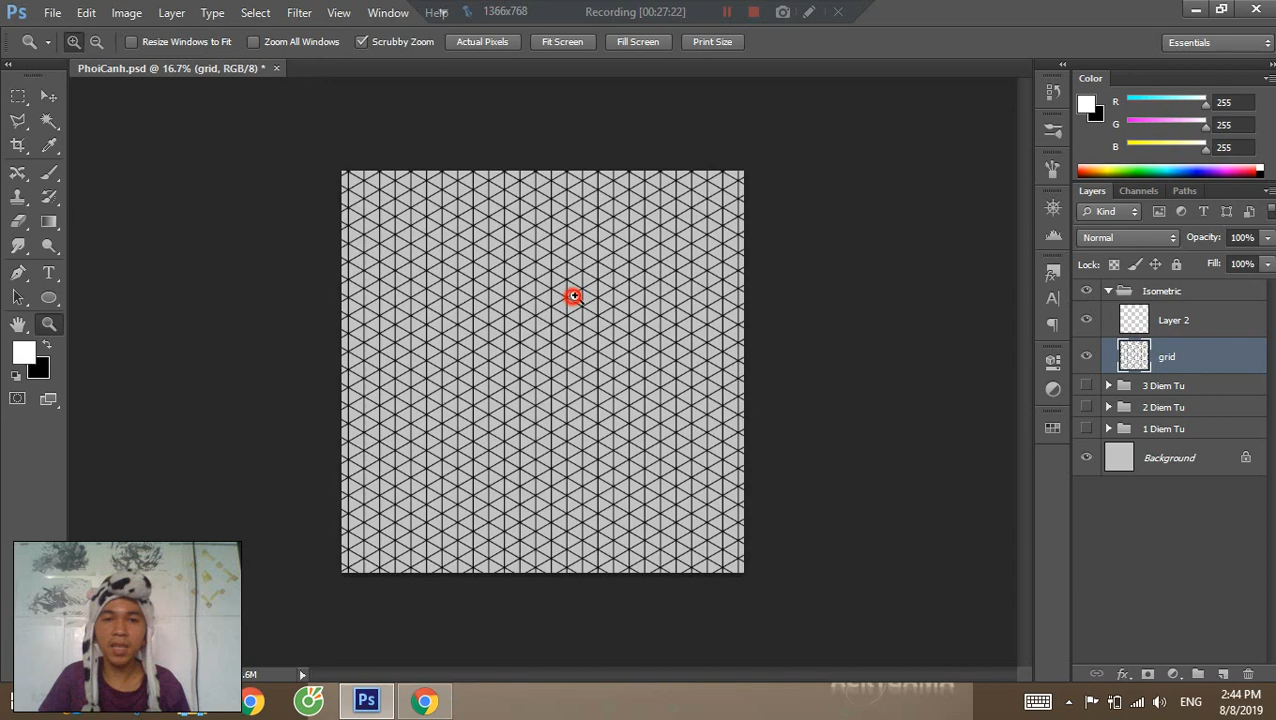 Ps File Edit Image Layer Type Select Filter View Window Help 1366x768 Recording [00:27:22]
Resize Windows to Fit Zoom All Windows Scrubby Zoom Actual Pixels Fit Screen Fill Screen Print Size Essentials
PhoiCanh.psd @ 16.7% (grid, RGB/8) *
Color
R 255
G 255
B 255
Layers Channels Paths
Kind
Normal Opacity: 100%
Lock: Fill: 100%
Isometric
Layer 2
grid
3 Diem Tu
2 Diem Tu
1 Diem Tu
Background
.6M
Ps
ENG
2:44 PM
8/8/2019